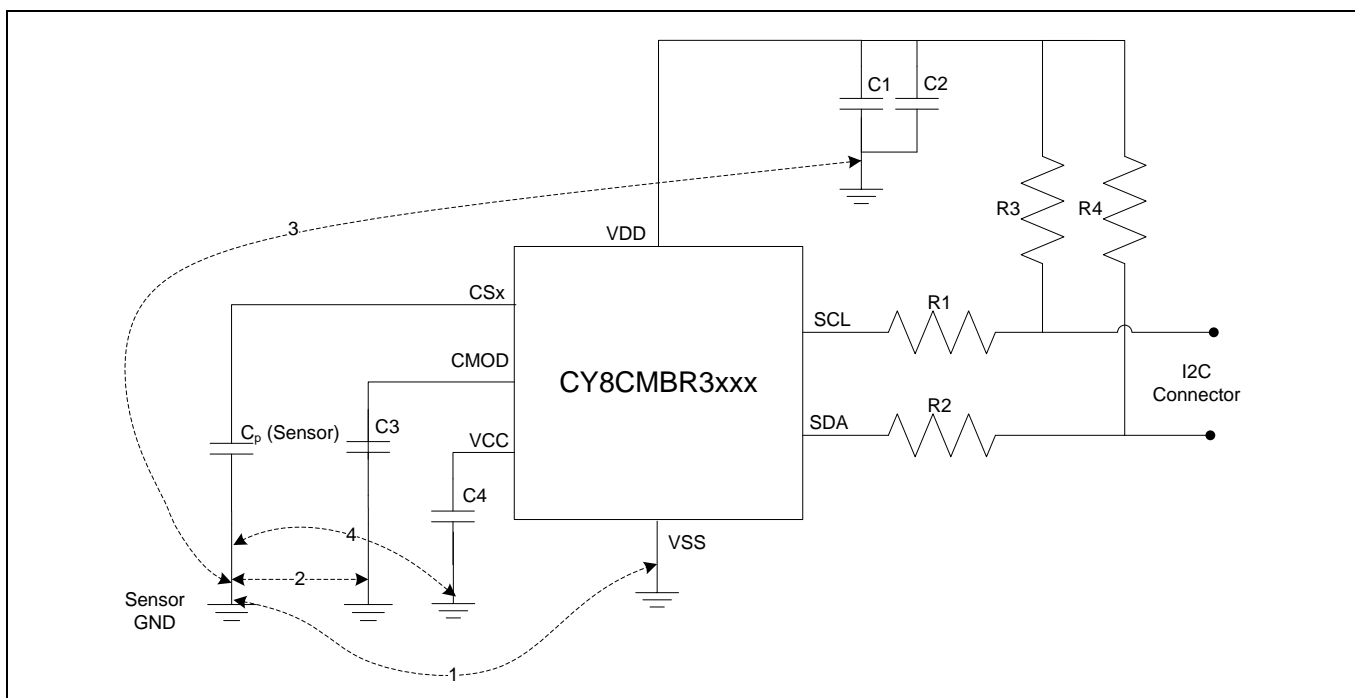 C1
C2
3
R3
R4
VDD
CSx
R1
SCL
CMOD
CY8CMBR3xxx
I2C
Connector
Cp (Sensor)
C3
R2
SDA
VCC
C4
4
VSS
2
Sensor
GND
1